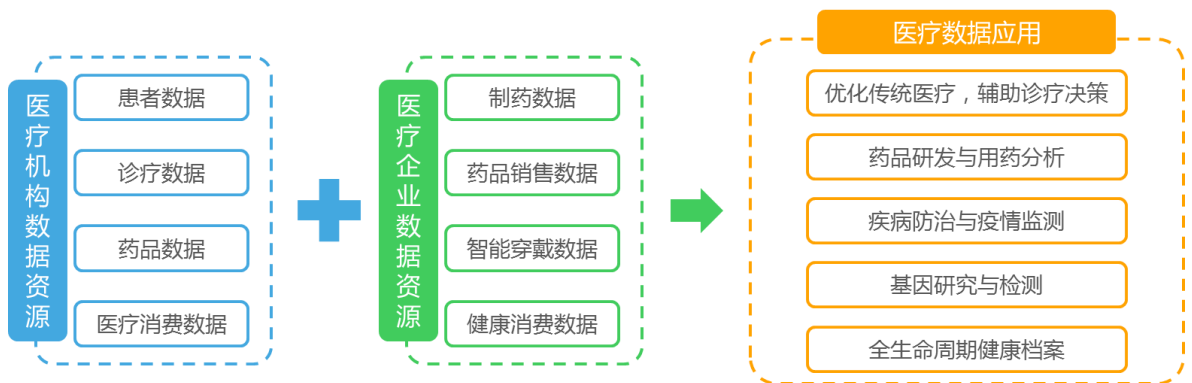 医疗机构数据资源
患者数据
诊疗数据
药品数据
医疗消费数据
医疗企业数据资源
制药数据
药品销售数据
智能穿戴数据
健康消费数据
医疗数据应用
优化传统医疗，辅助诊疗决策
药品研发与用药分析
疾病防治与疫情监测
基因研究与检测
全生命周期健康档案